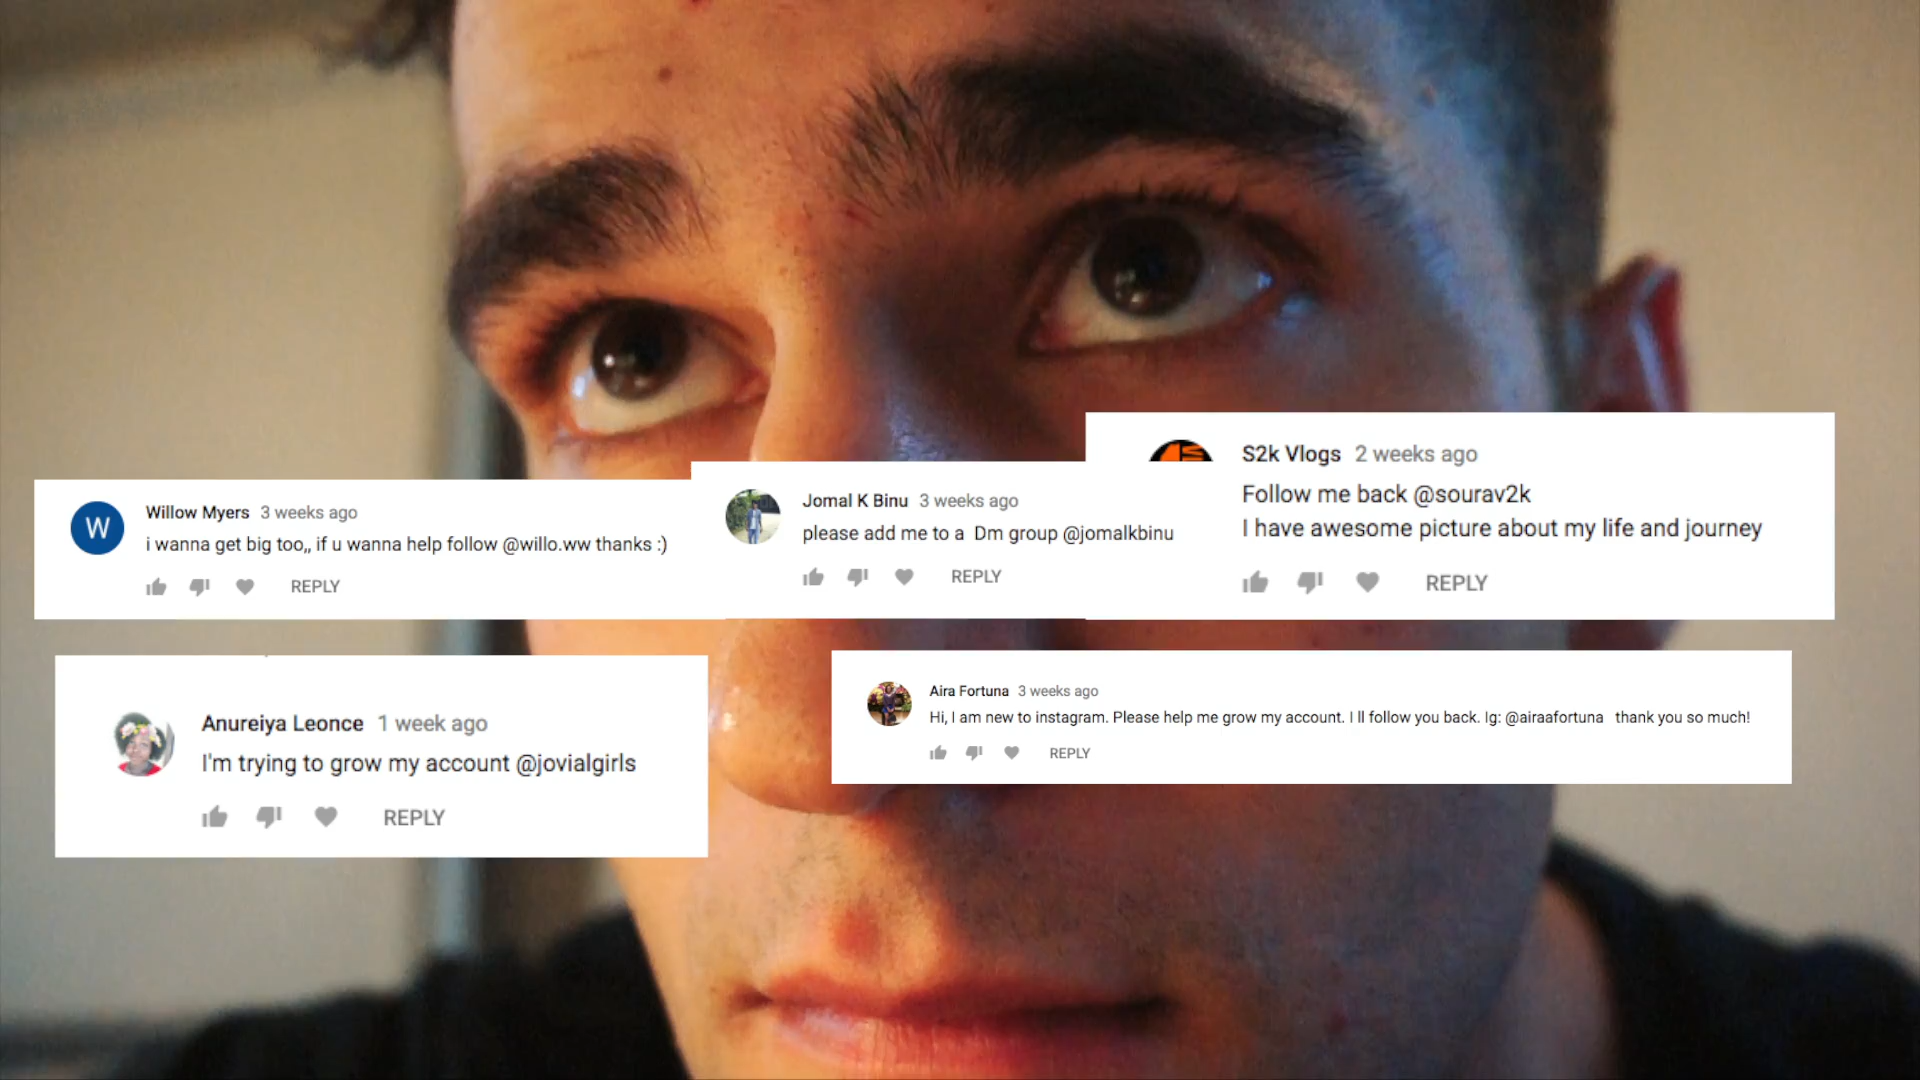 S2k Vlogs 2 weeks ago
Follow me back @sourav2k
I have awesome picture about my life and journey
REPLY
W
Willow Myers 3 weeks ago
i wanna get big too,, if u wanna help follow @willo.ww thanks :)
REPLY
Jomal K Binu 3 weeks ago
please add me to a Dm group @jomalkbinu
REPLY
Anureiya Leonce 1 week ago
I'm trying to grow my account @jovialgirls
REPLY
Aira Fortuna 3 weeks ago
Hi, I am new to instagram. Please help me grow my account. I ll follow you back. Ig: @airaafortuna thank you so much!
REPLY